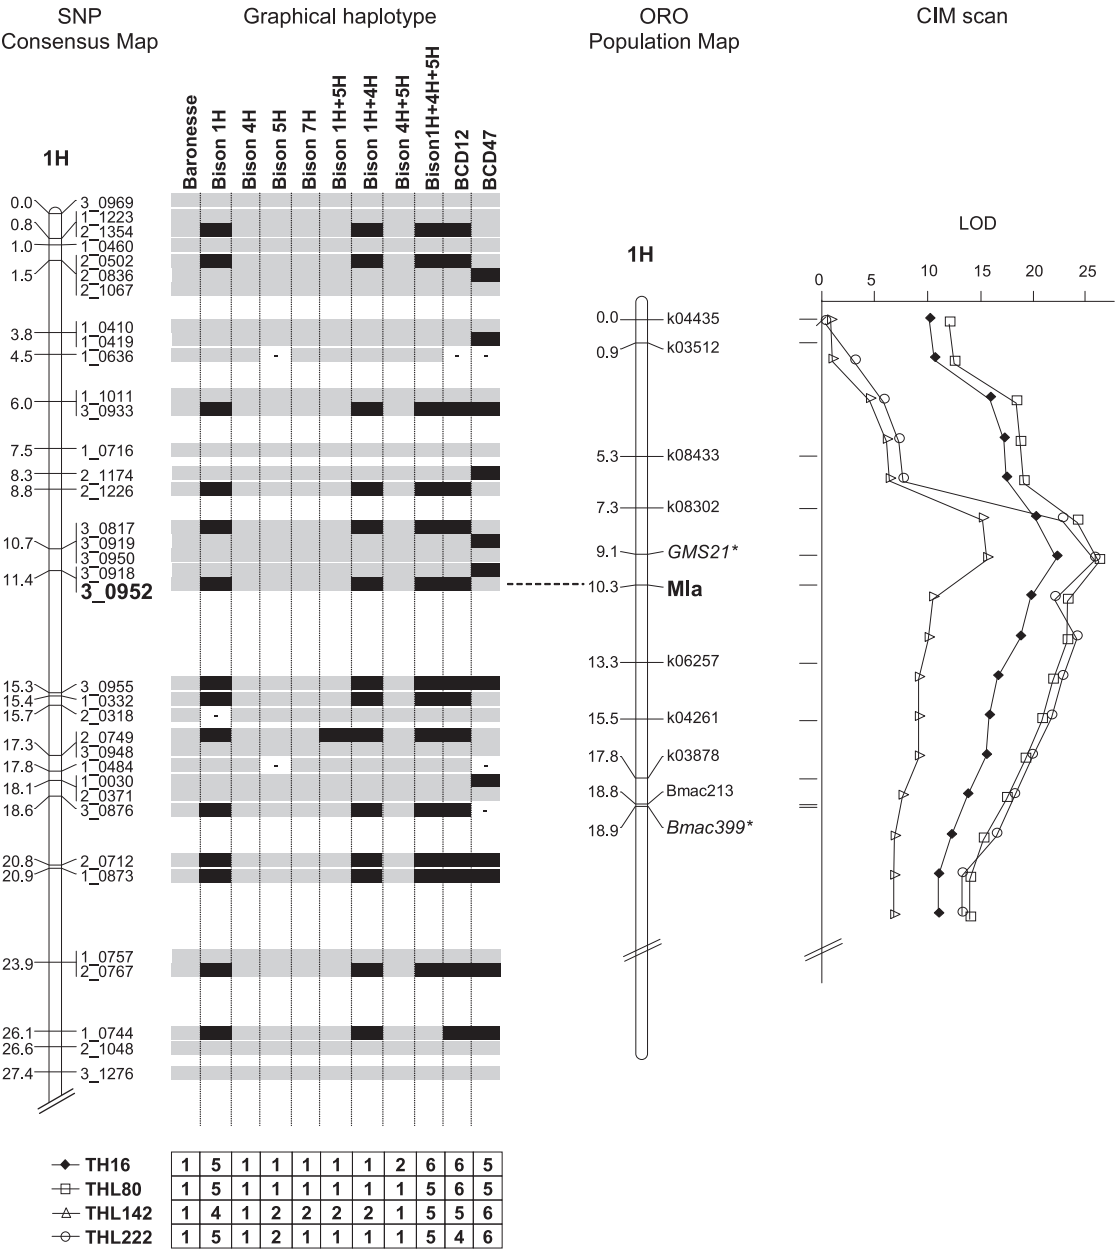 SNP
Consensus Map
Graphical haplotype
ORO
Population Map
CIM scan
Baronesse
Bison 1H
Bison 4H
Bison 5H
Bison 7H
Bison 1H+5H
Bison 1H+4H
Bison 4H+5H
Bison1H+4H+5H
BCD12
BCD47
1H
0.0 3_0969
1_1223
0.8 2_1354
1.0 1_0460
2_0502
1.5 2_0836
2_1067
1_0410
3.8 1_0419
4.5 1_0636 - - -
1_1011
6.0 3_0933
7.5 1_0716
8.3 2_1174
8.8 2_1226
3_0817
10.7 3_0919
3_0950
3_0918
11.4 3_0952
15.3 3_0955
15.4 1_0332
15.7 2_0318 -
2_0749
17.3 3_0948
17.8 1_0484 - -
18.1 1_0030
2_0371
18.6 3_0876 -
20.8 2_0712
20.9 1_0873
1_0757
23.9 2_0767
26.1 1_0744
26.6 2_1048
27.4 3_1276
1H
0.0 k04435
0.9 k03512
5.3 k08433
7.3 k08302
9.1 GMS21*
10.3 Mla
13.3 k06257
15.5 k04261
17.8 k03878
18.8 Bmac213
18.9 Bmac399*
LOD
0 5 10 15 20 25
TH16 1 5 1 1 1 1 1 2 6 6 5
THL80 1 5 1 1 1 1 1 1 5 6 5
THL142 1 4 1 2 2 2 2 1 5 5 6
THL222 1 5 1 2 1 1 1 1 5 4 6